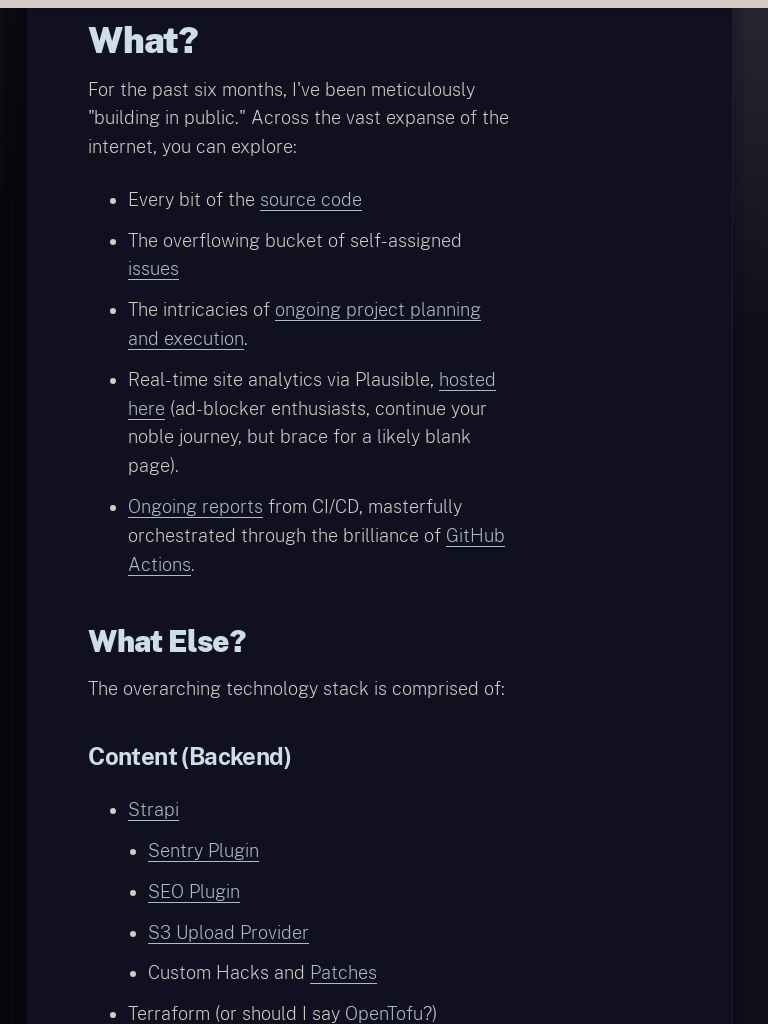 What?
For the past six months, I've been meticulously
"building in public." Across the vast expanse of the
internet, you can explore:
Every bit of the source code
The overflowing bucket of self-assigned
issues
The intricacies of ongoing project planning
and execution.
Real-time site analytics via Plausible, hosted
here (ad-blocker enthusiasts, continue your
noble journey, but brace for a likely blank
page).
Ongoing reports from CI/CD, masterfully
orchestrated through the brilliance of GitHub
Actions.
What Else?
The overarching technology stack is comprised of:
Content (Backend)
Strapi
Sentry Plugin
SEO Plugin
S3 Upload Provider
Custom Hacks and Patches
Terraform (or should I say OpenTofu?)